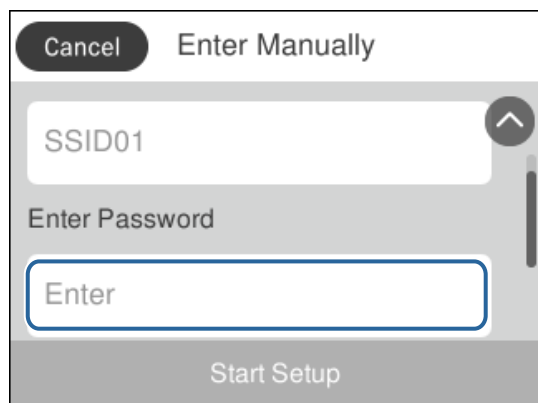 Cancel Enter Manually
SSID01
Enter Password
Enter
Start Setup